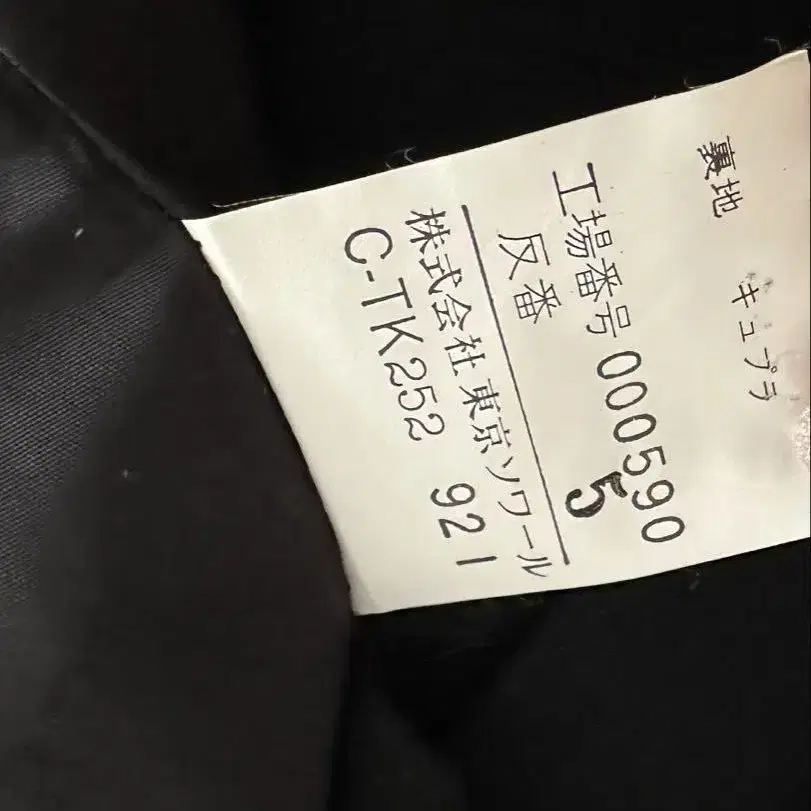 裏地 キュプラ
工場番号 000590
反番 5
株式会社 東京ソワール
C-TK252 921